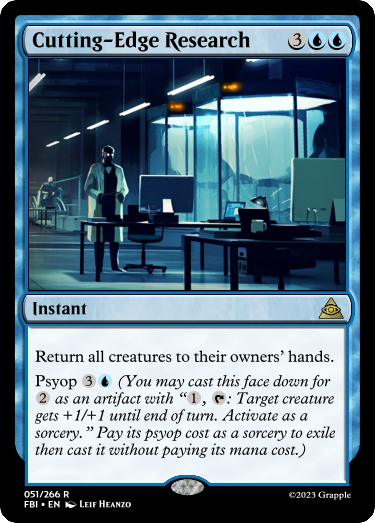 Cutting-Edge Research 3
Instant
Return all creatures to their owners' hands.
Psyop 3 (You may cast this face down for
2 as an artifact with “1, : Target creature
gets +1/+1 until end of turn. Activate as a
sorcery.” Pay its psyop cost as a sorcery to exile
then cast it without paying its mana cost.)
051/266 R
FBI • EN Leif Heanzo
©2023 Grapple